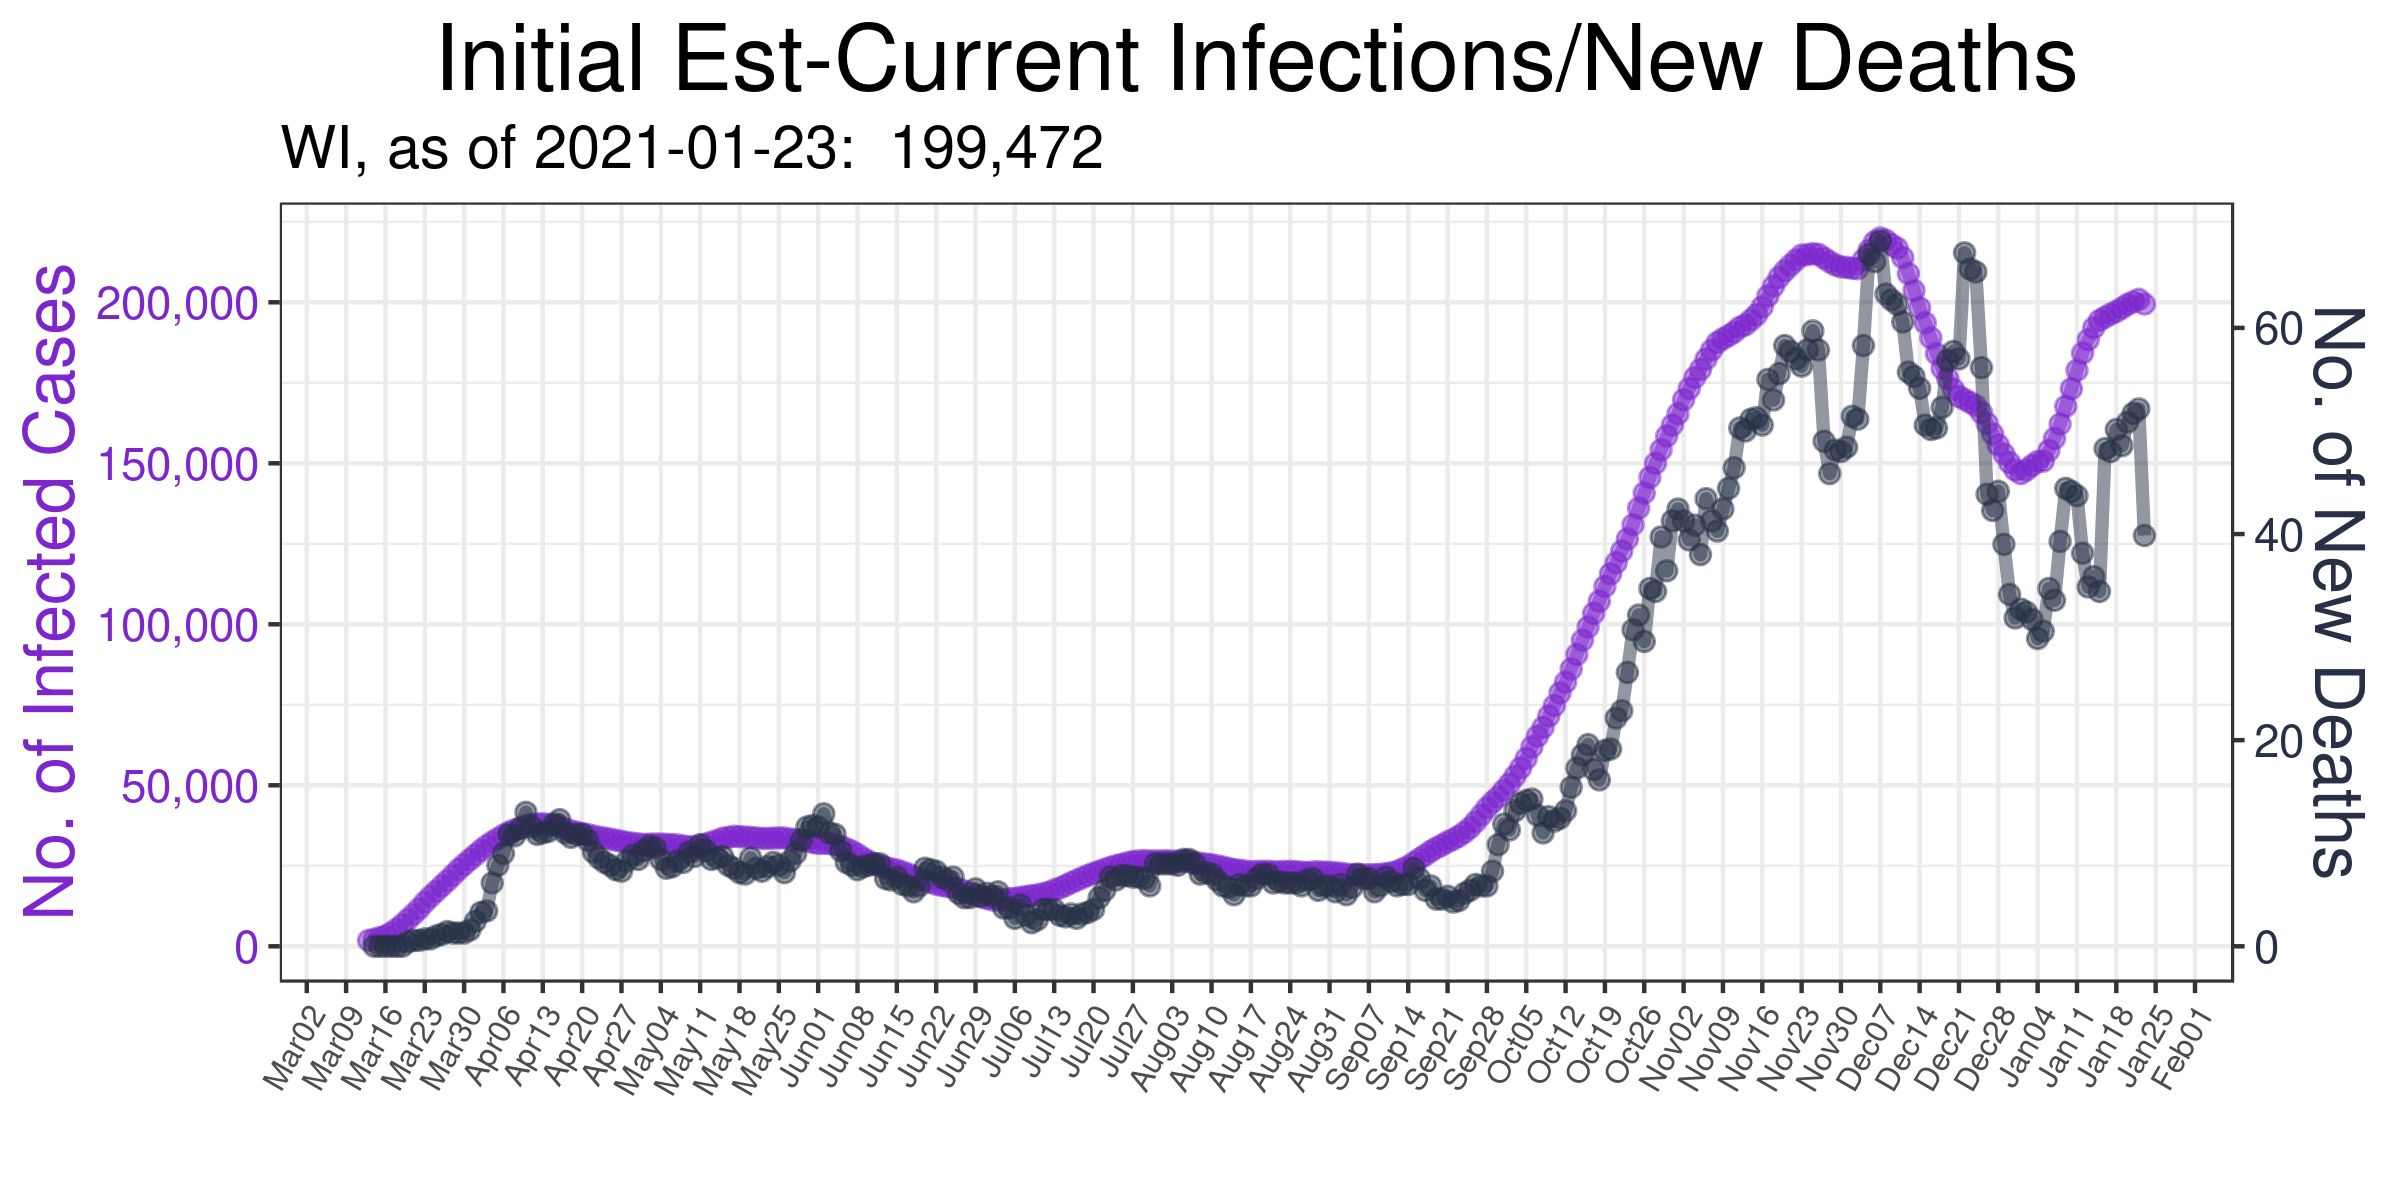 Initial Est-Current Infections/New Deaths
WI, as of 2021-01-23:  199,472
No. of Infected Cases
200,000
150,000
100,000
50,000
0
60
40
20
0
No. of New Deaths
Mar02
Mar09
Mar16
Mar23
Mar30
Apr06
Apr13
Apr20
Apr27
May04
May11
May18
May25
Jun01
Jun08
Jun15
Jun22
Jun29
Jul06
Jul13
Jul20
Jul27
Aug03
Aug10
Aug17
Aug24
Aug31
Sep07
Sep14
Sep21
Sep28
Oct05
Oct12
Oct19
Oct26
Nov02
Nov09
Nov16
Nov23
Nov30
Dec07
Dec14
Dec21
Dec28
Jan04
Jan11
Jan18
Jan25
Feb01